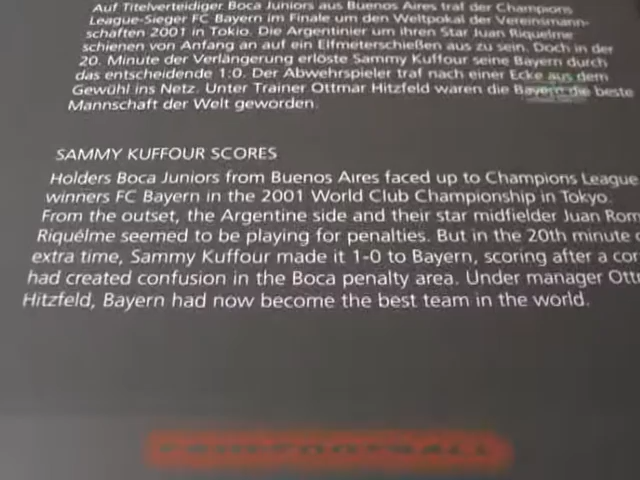 Auf Titelverteidiger Boca Juniors aus Buenos Aires traf der Champions
League-Sieger FC Bayern im Finale um den Weltpokal der Vereinsmann-
schaften 2001 in Tokio. Die Argentinier um ihren Star Juan Riquelme
schienen von Anfang an auf ein Elfmeterschießen aus zu sein. Doch in der
20. Minute der Verlängerung erlöste Sammy Kuffour seine Bayern durch
das entscheidende 1:0. Der Abwehrspieler traf nach einer Ecke aus dem
Gewühl ins Netz. Unter Trainer Ottmar Hitzfeld waren die Bayern die beste
Mannschaft der Welt geworden.
SAMMY KUFFOUR SCORES
Holders Boca Juniors from Buenos Aires faced up to Champions League
winners FC Bayern in the 2001 World Club Championship in Tokyo.
From the outset, the Argentine side and their star midfielder Juan Rom
Riquélme seemed to be playing for penalties. But in the 20th minute o
extra time, Sammy Kuffour made it 1-0 to Bayern, scoring after a cor
had created confusion in the Boca penalty area. Under manager Ott
Hitzfeld, Bayern had now become the best team in the world.